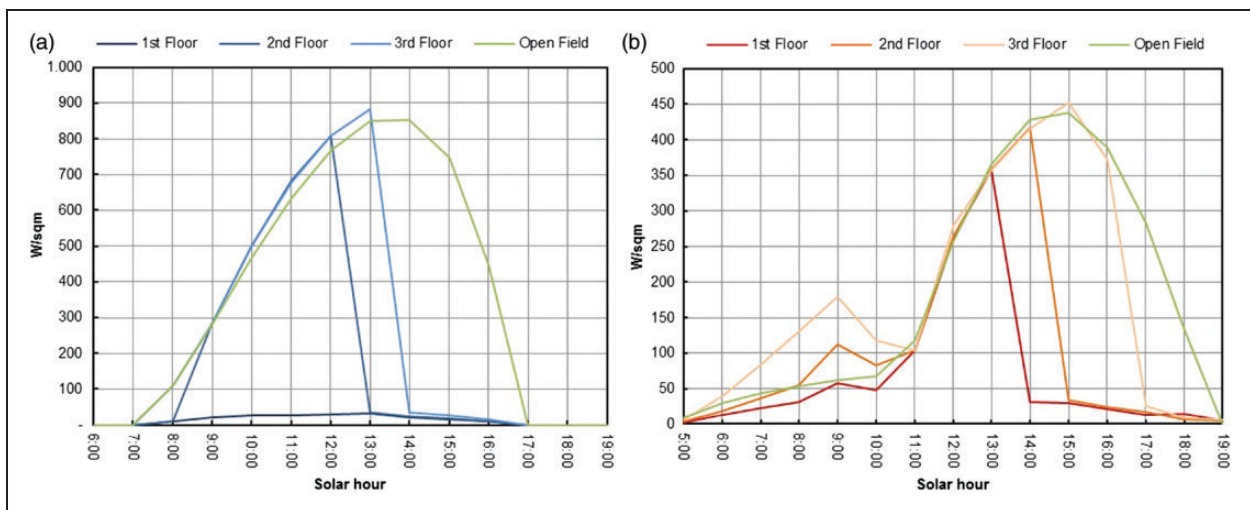 (a) 1st Floor 2nd Floor 3rd Floor Open Field
1.000
900
800
700
600
500
400
300
200
100
-
W/sqm
6:00 7:00 8:00 9:00 10:00 11:00 12:00 13:00 14:00 15:00 16:00 17:00 18:00 19:00
Solar hour
(b) 1st Floor 2nd Floor 3rd Floor Open Field
500
450
400
350
300
250
200
150
100
50
0
W/sqm
5:00 6:00 7:00 8:00 9:00 10:00 11:00 12:00 13:00 14:00 15:00 16:00 17:00 18:00 19:00
Solar hour